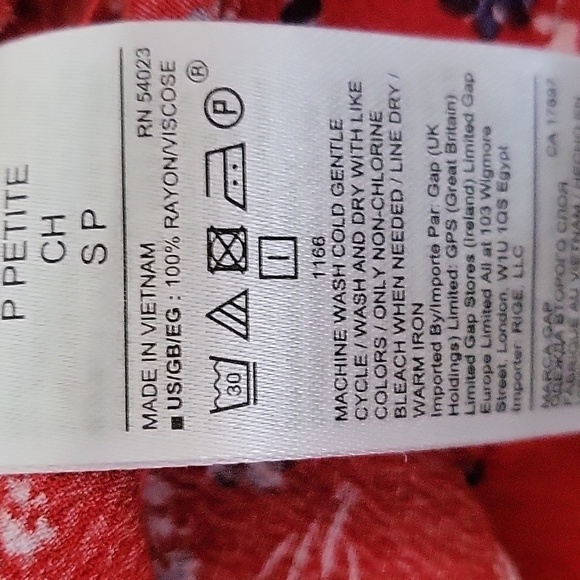 P PETITE
CH
S P
RN 54023
MADE IN VIETNAM
US/GB/EG : 100% RAYON/VISCOSE
®
30
P
1168
MACHINE WASH COLD GENTLE
CYCLE / WASH AND DRY WITH LIKE
COLORS / ONLY NON-CHLORINE
BLEACH WHEN NEEDED / LINE DRY /
WARM IRON
Imported By/Importe Par: Gap (UK
Holdings) Limited: GPS (Great Britain)
Limited Gap Stores (Ireland) Limited Gap
Europe Limited All at 103 Wigmore
Street, London, W1U 1QS Egypt
Importer: RIGE, LLC
CA 17897